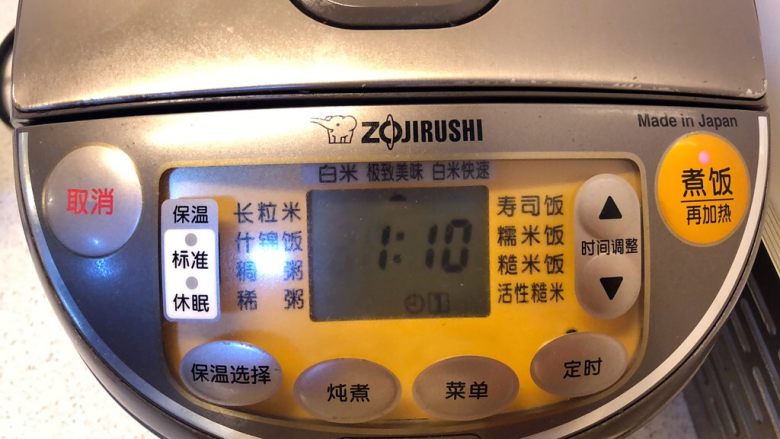 ZOJIRUSHI
Made in Japan
取消
煮饭
再加热
白米 极致美味 白米快速
保温
标准
休眠
长粒米
什锦饭
稠 粥
稀 粥
1:10
寿司饭
糯米饭
糙米饭
活性糙米
▲
时间调整
▼
保温选择
炖煮
菜单
定时